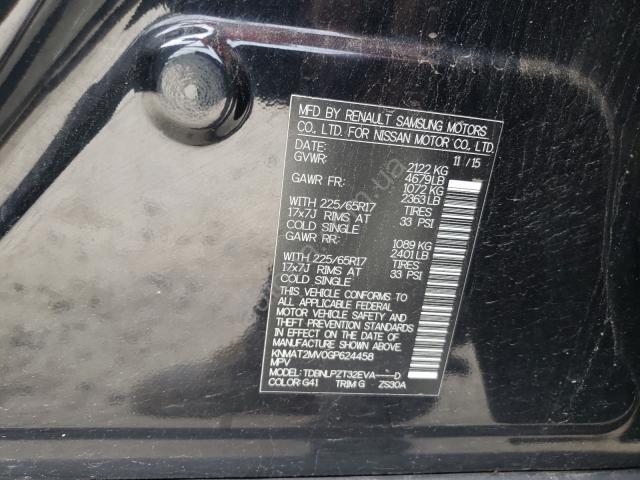 MFD BY RENAULT SAMSUNG MOTORS
CO., LTD. FOR NISSAN MOTOR CO., LTD.
DATE: 11 / 15
GVWR: 2122 KG
4679 LB
GAWR FR: 1072 KG
2363 LB
WITH 225/65R17 TIRES
17x7J RIMS AT 33 PSI
COLD SINGLE
GAWR RR: 1089 KG
2401 LB
WITH 225/65R17 TIRES
17x7J RIMS AT 33 PSI
COLD SINGLE
THIS VEHICLE CONFORMS TO
ALL APPLICABLE FEDERAL
MOTOR VEHICLE SAFETY AND
THEFT PREVENTION STANDARDS
IN EFFECT ON THE DATE OF
MANUFACTURE SHOWN ABOVE.
KNMAT2MV0GP624458
MPV
MODEL: TDBNLPZT32EVA----D
COLOR: G41 TRIM G ZS30A